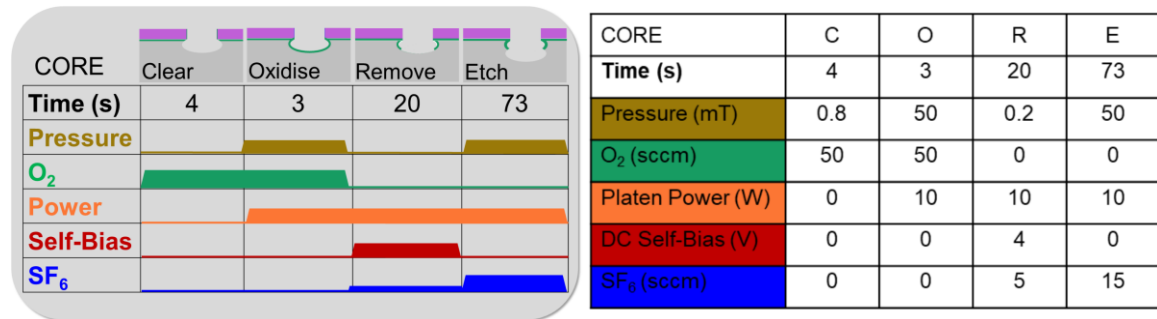 CORE Clear Oxidise Remove Etch
Time (s) 4 3 20 73
Pressure
O₂
Power
Self-Bias
SF₆
CORE C O R E
Time (s) 4 3 20 73
Pressure (mT) 0.8 50 0.2 50
O₂ (sccm) 50 50 0 0
Platen Power (W) 0 10 10 10
DC Self-Bias (V) 0 0 4 0
SF₆ (sccm) 0 0 5 15